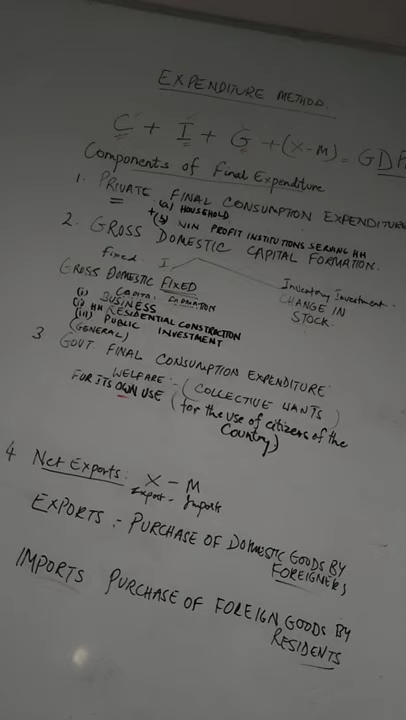 EXPENDITURE METHOD.
C + I + G + (X-M) = GDP
Components of Final Expenditure
1. PRIVATE FINAL CONSUMPTION EXPENDITURE
(a) HOUSEHOLD
+(b) NON PROFIT INSTITUTIONS SERVING HH
2. GROSS DOMESTIC CAPITAL FORMATION.
fixed I
Inventory Investment
GROSS DOMESTIC FIXED
CHANGE IN
CAPITAL FORMATION
STOCK.
(i) BUSINESS
(ii) HH RESIDENTIAL CONSTRACTION
(iii) PUBLIC INVESTMENT
(GENERAL)
3 GOVT. FINAL CONSUMPTION EXPENDITURE
WELFARE - (COLLECTIVE WANTS)
FOR ITS OWN USE (for the use of citizens of the
Country)
4 Net Exports: X - M
Export - Imports
EXPORTS :- PURCHASE OF DOMESTIC GOODS BY
FOREIGNERS
IMPORTS PURCHASE OF FOREIGN GOODS BY
RESIDENTS